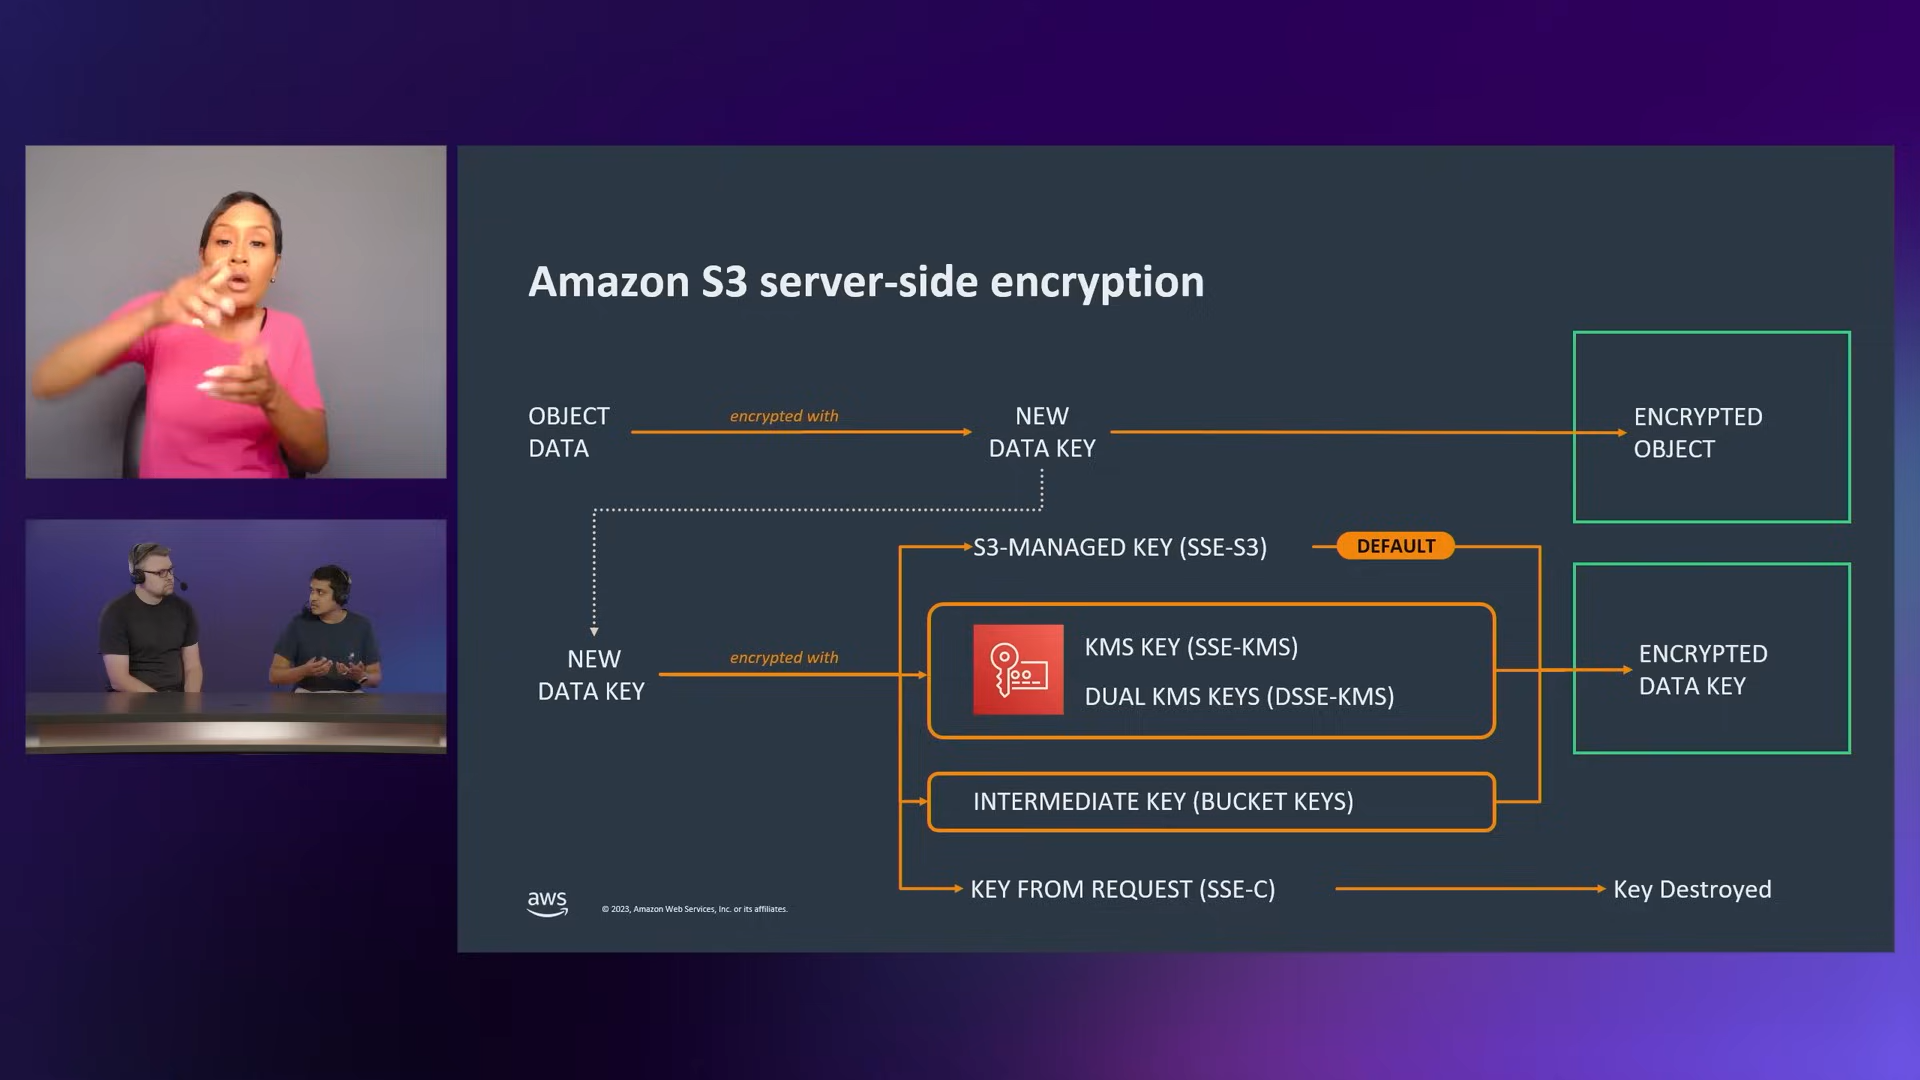 Amazon S3 server-side encryption
OBJECT
DATA
encrypted with
NEW
DATA KEY
ENCRYPTED
OBJECT
NEW
DATA KEY
encrypted with
S3-MANAGED KEY (SSE-S3)
DEFAULT
KMS KEY (SSE-KMS)
DUAL KMS KEYS (DSSE-KMS)
INTERMEDIATE KEY (BUCKET KEYS)
KEY FROM REQUEST (SSE-C)
ENCRYPTED
DATA KEY
Key Destroyed
aws
© 2023, Amazon Web Services, Inc. or its affiliates.